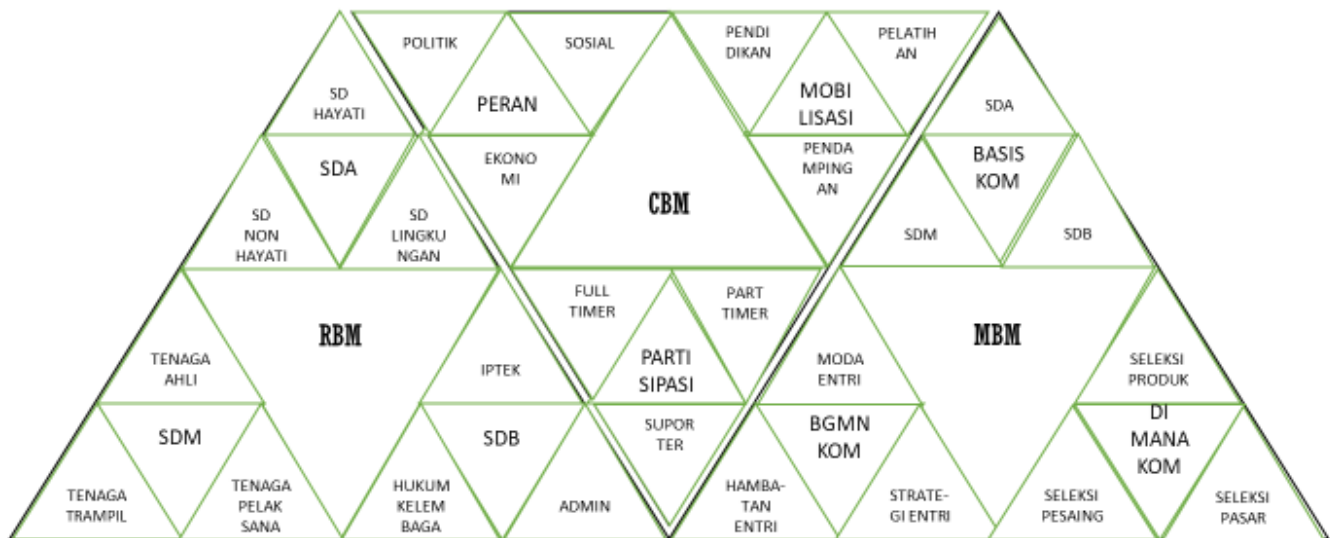 POLITIK
SOSIAL
PENDI
DIKAN
PELATIH
AN
SD
HAYATI
PERAN
MOBI
LISASI
SDA
SDA
EKONO
MI
PENDA
MPING
AN
BASIS
KOM
SD
NON
HAYATI
SD
LINGKU
NGAN
CBM
SDM
SDB
FULL
TIMER
PART
TIMER
RBM
MBM
TENAGA
AHLI
IPTEK
PARTI
SIPASI
MODA
ENTRI
SELEKSI
PRODUK
SDM
SDB
SUPOR
TER
BGMN
KOM
DI
MANA
KOM
TENAGA
TRAMPIL
TENAGA
PELAK
SANA
HUKUM
KELEM
BAGA
ADMIN
HAMBA-
TAN
ENTRI
STRATE-
GI ENTRI
SELEKSI
PESAING
SELEKSI
PASAR